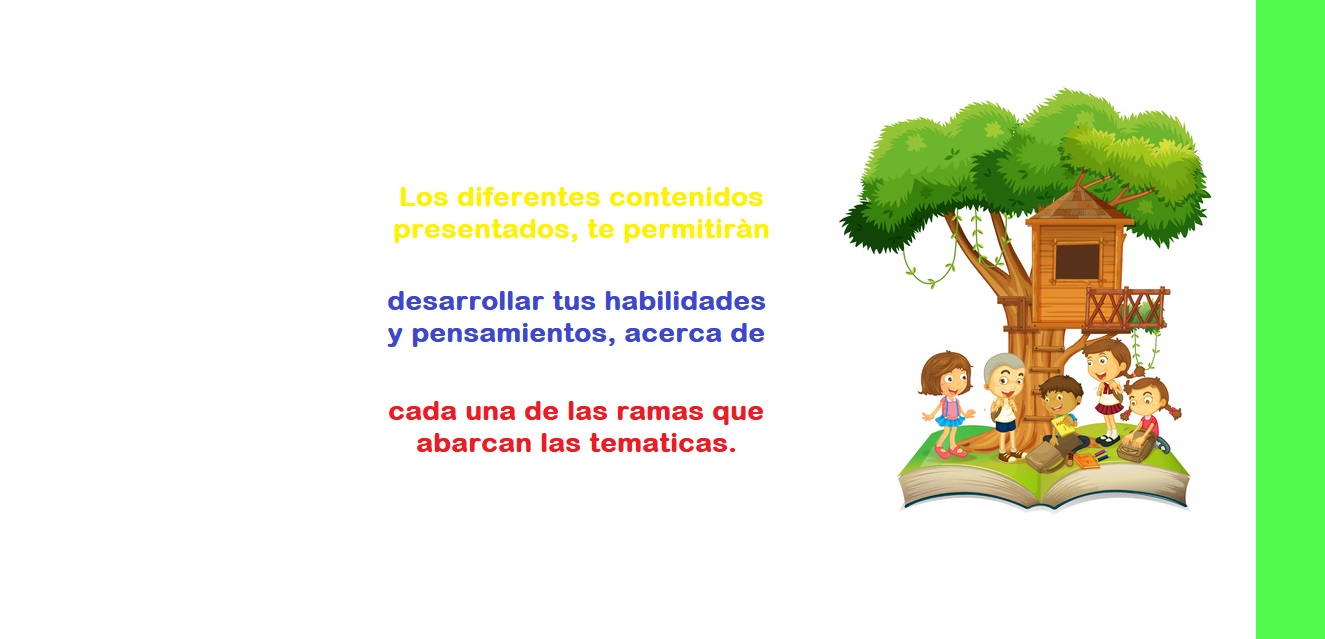 Los diferentes contenidos
presentados, te permitiràn
desarrollar tus habilidades
y pensamientos, acerca de
cada una de las ramas que
abarcan las tematicas.